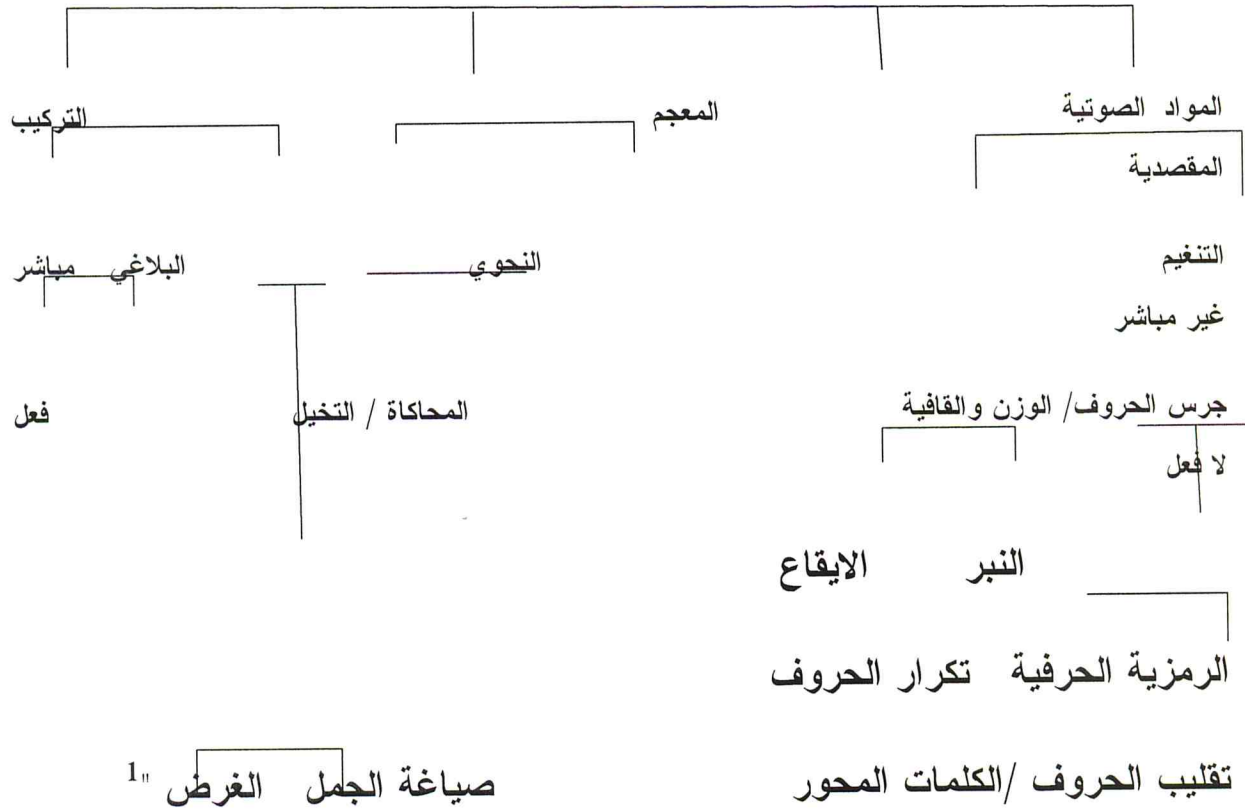 المواد الصوتية المعجم التركيب
المقصدية
التنغيم النحوي البلاغي مباشر
غير مباشر
جرس الحروف/ الوزن والقافية المحاكاة / التخيل فعل
لا فعل
النبر الايقاع
الرمزية الحرفية تكرار الحروف
تقليب الحروف /الكلمات المحور صياغة الجمل الغرض "1